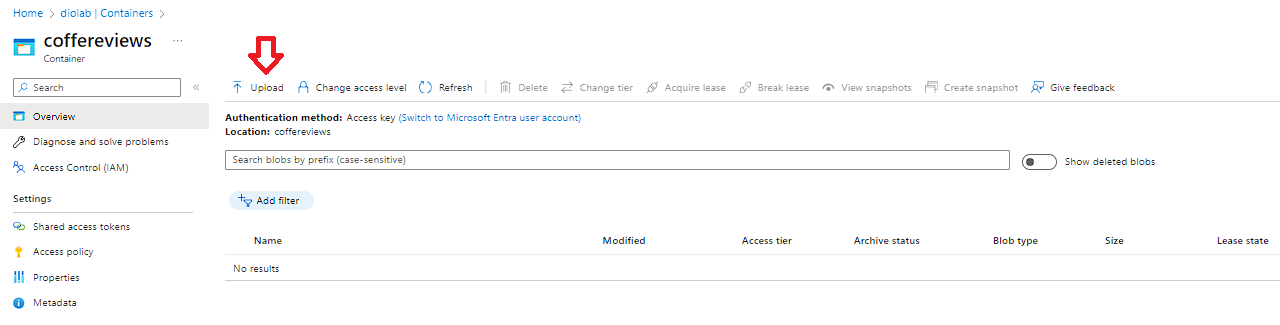 Home > diolab | Containers >
coffereviews ...
Container
Search «
Overview
Diagnose and solve problems
Access Control (IAM)
Settings
Shared access tokens
Access policy
Properties
Metadata
Upload Change access level Refresh Delete Change tier Acquire lease Break lease View snapshots Create snapshot Give feedback
Authentication method: Access key (Switch to Microsoft Entra user account)
Location: coffereviews
Search blobs by prefix (case-sensitive) Show deleted blobs
Add filter
Name Modified Access tier Archive status Blob type Size Lease state
No results